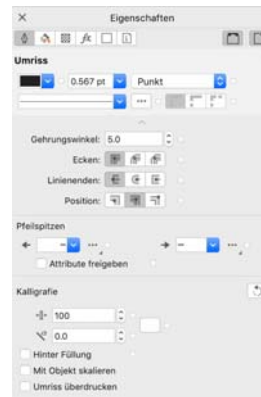 Eigenschaften
fx
Umriss
0.567 pt Punkt
Gehrungswinkel: 5.0
Ecken:
Linienenden:
Position:
Pfeilspitzen
Attribute freigeben
Kalligrafie
100
0.0
Hinter Füllung
Mit Objekt skalieren
Umriss überdrucken